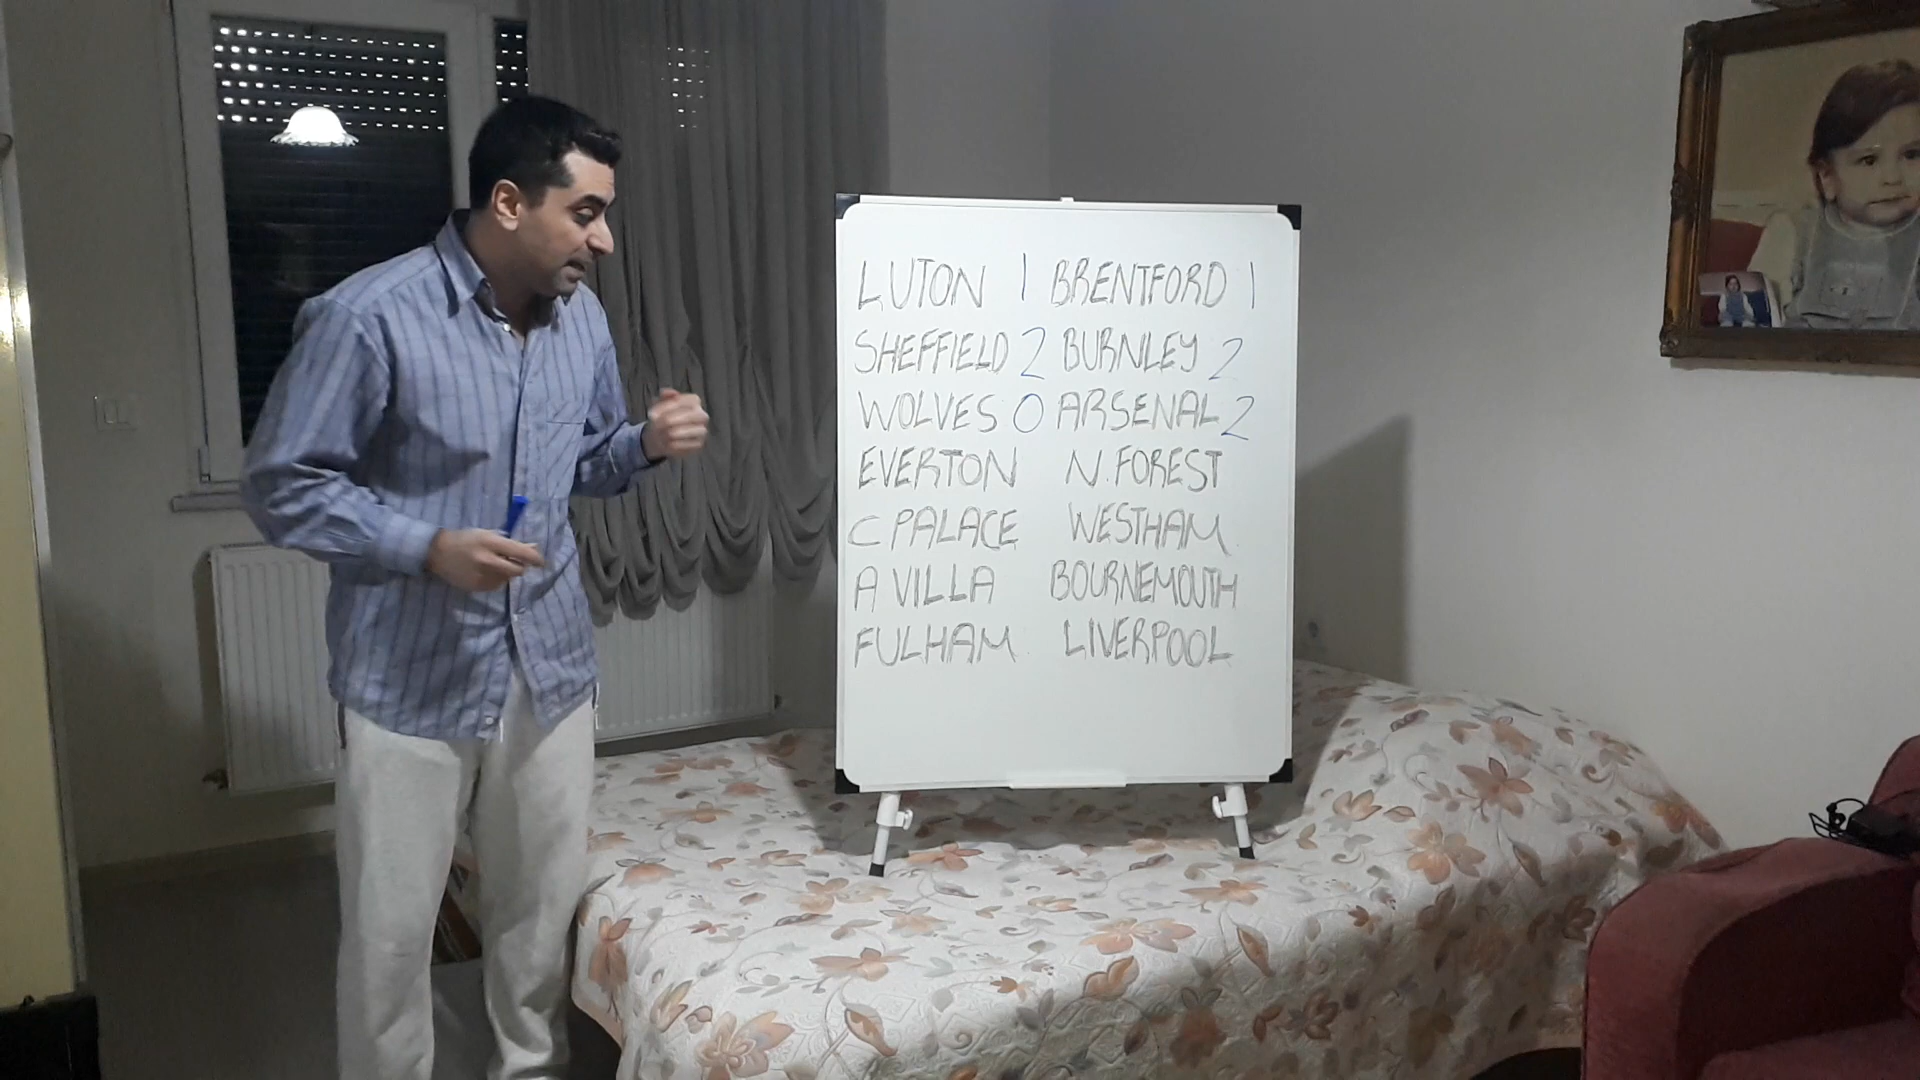 LUTON 1 BRENTFORD 1
SHEFFIELD 2 BURNLEY 2
WOLVES 0 ARSENAL 2
EVERTON N.FOREST
C PALACE WESTHAM
A VILLA BOURNEMOUTH
FULHAM LIVERPOOL